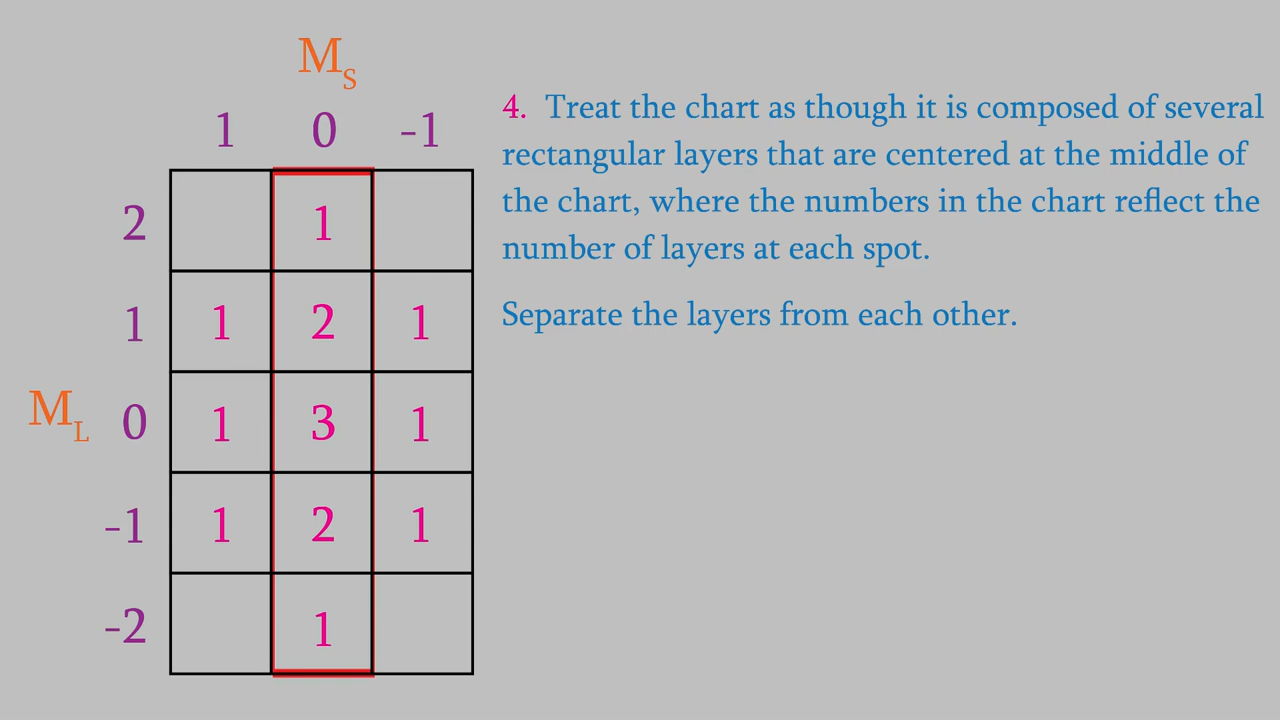 M_S
1 0 -1
4. Treat the chart as though it is composed of several
rectangular layers that are centered at the middle of
the chart, where the numbers in the chart reflect the
number of layers at each spot.
Separate the layers from each other.
2 1
1 1 2 1
M_L 0 1 3 1
-1 1 2 1
-2 1